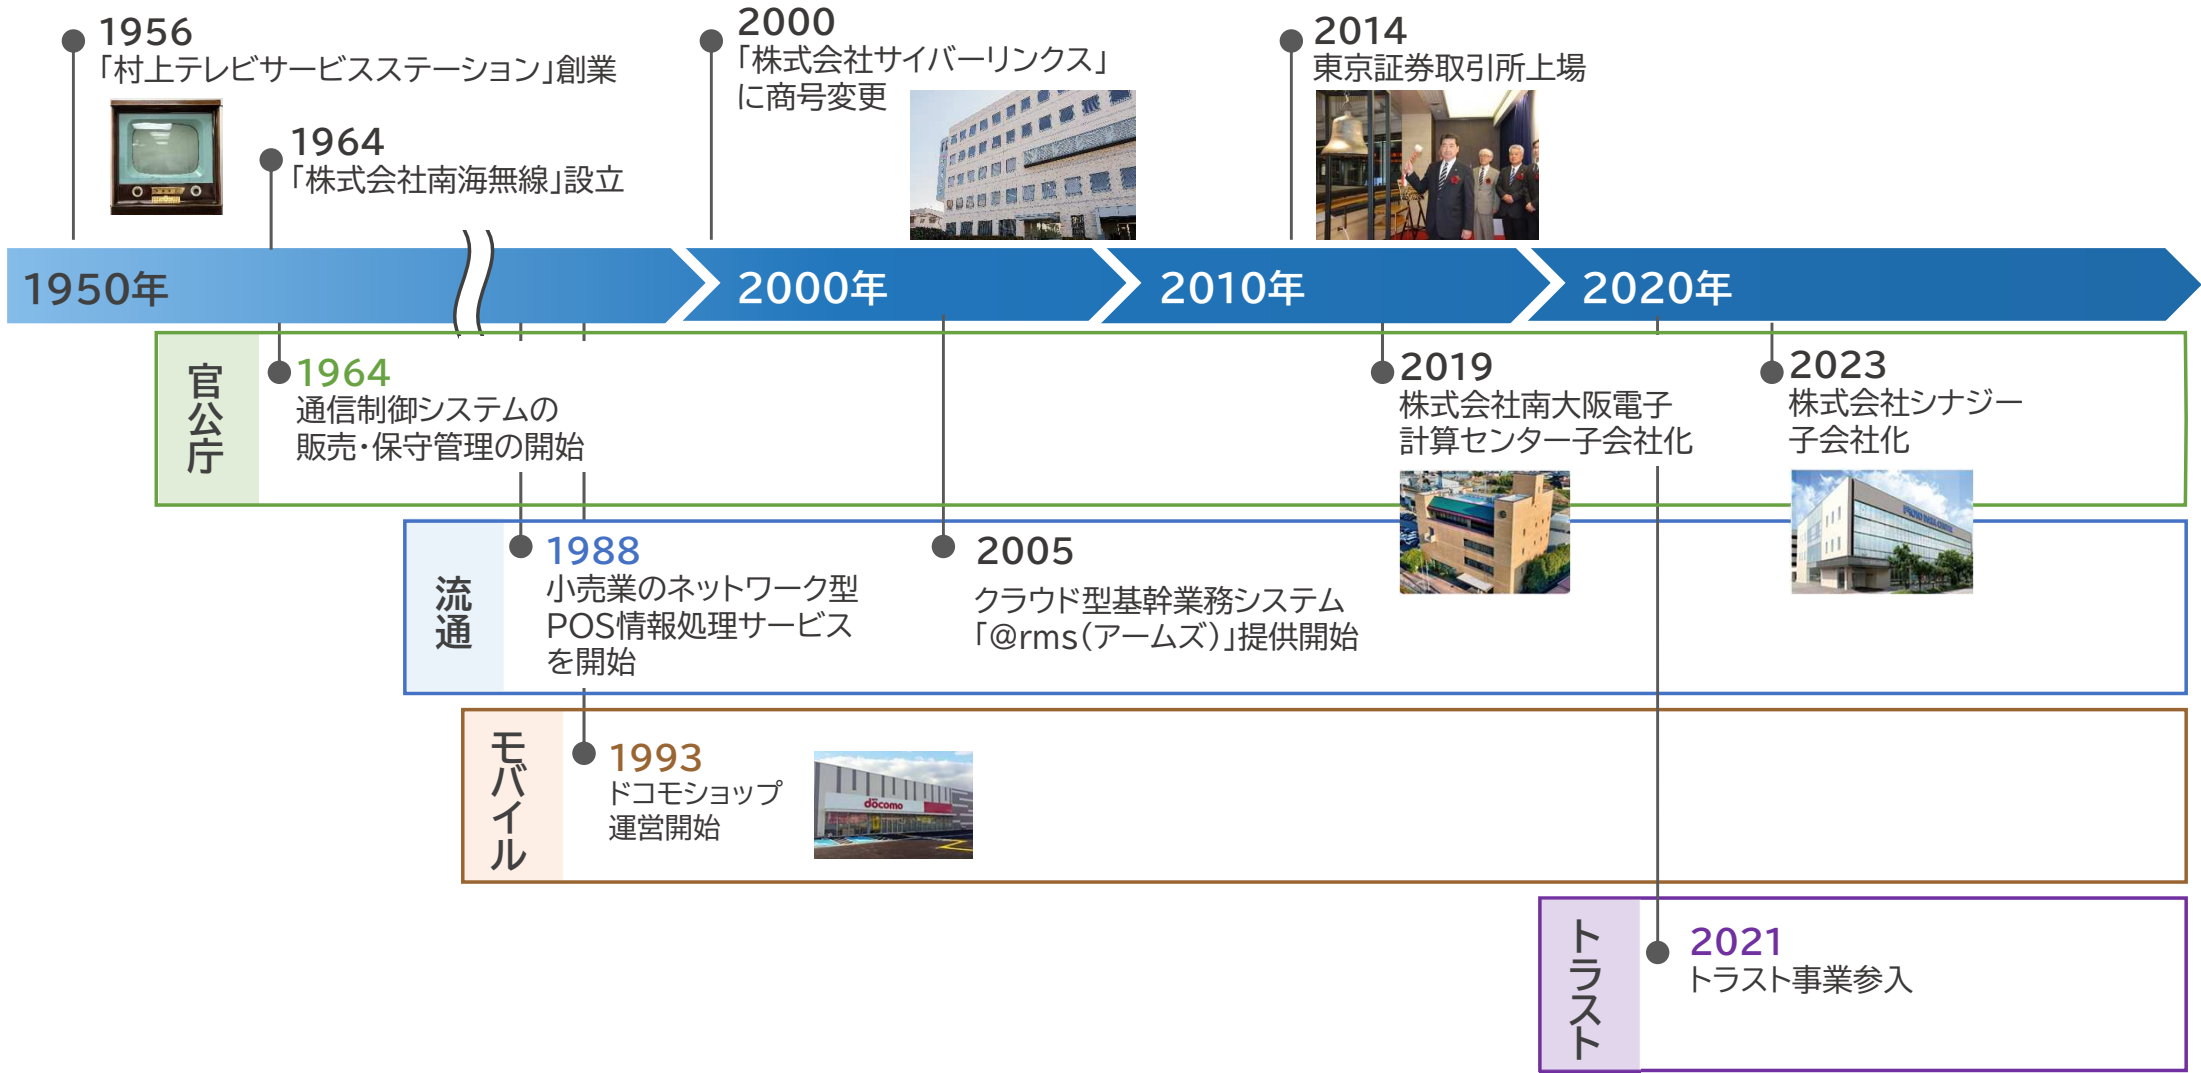 1956
「村上テレビサービスステーション」創業
1964
「株式会社南海無線」設立
2000
「株式会社サイバーリンクス」
に商号変更
2014
東京証券取引所上場
1950年
2000年
2010年
2020年
官公庁
1964
通信制御システムの
販売・保守管理の開始
2019
株式会社南大阪電子
計算センター子会社化
2023
株式会社シナジー
子会社化
流通
1988
小売業のネットワーク型
POS情報処理サービス
を開始
2005
クラウド型基幹業務システム
「@rms(アームズ)」提供開始
モバイル
1993
ドコモショップ
運営開始
döcomo
トラスト
2021
トラスト事業参入